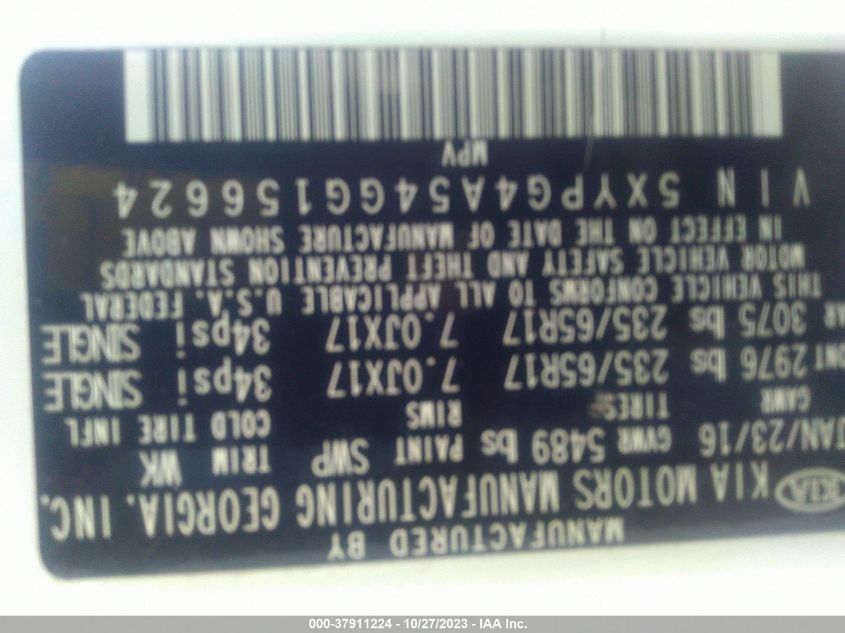 MANUFACTURED BY
KIA KIA MOTORS MANUFACTURING GEORGIA. INC.
JAN/23/16 GVWR 5489 lbs PAINT SWP TRIM WK
GAWR TIRES RIMS COLD TIRE INFL
2976 lbs 235/65R17 7.0JX17 34psi SINGLE
3075 lbs 235/65R17 7.0JX17 34psi SINGLE
THIS VEHICLE CONFORMS TO ALL APPLICABLE U.S.A. FEDERAL
MOTOR VEHICLE SAFETY AND THEFT PREVENTION STANDARDS
IN EFFECT ON THE DATE OF MANUFACTURE SHOWN ABOVE
VIN 5XYPG4A54GG156624
MPV
000-37911224 - 10/27/2023 - IAA Inc.